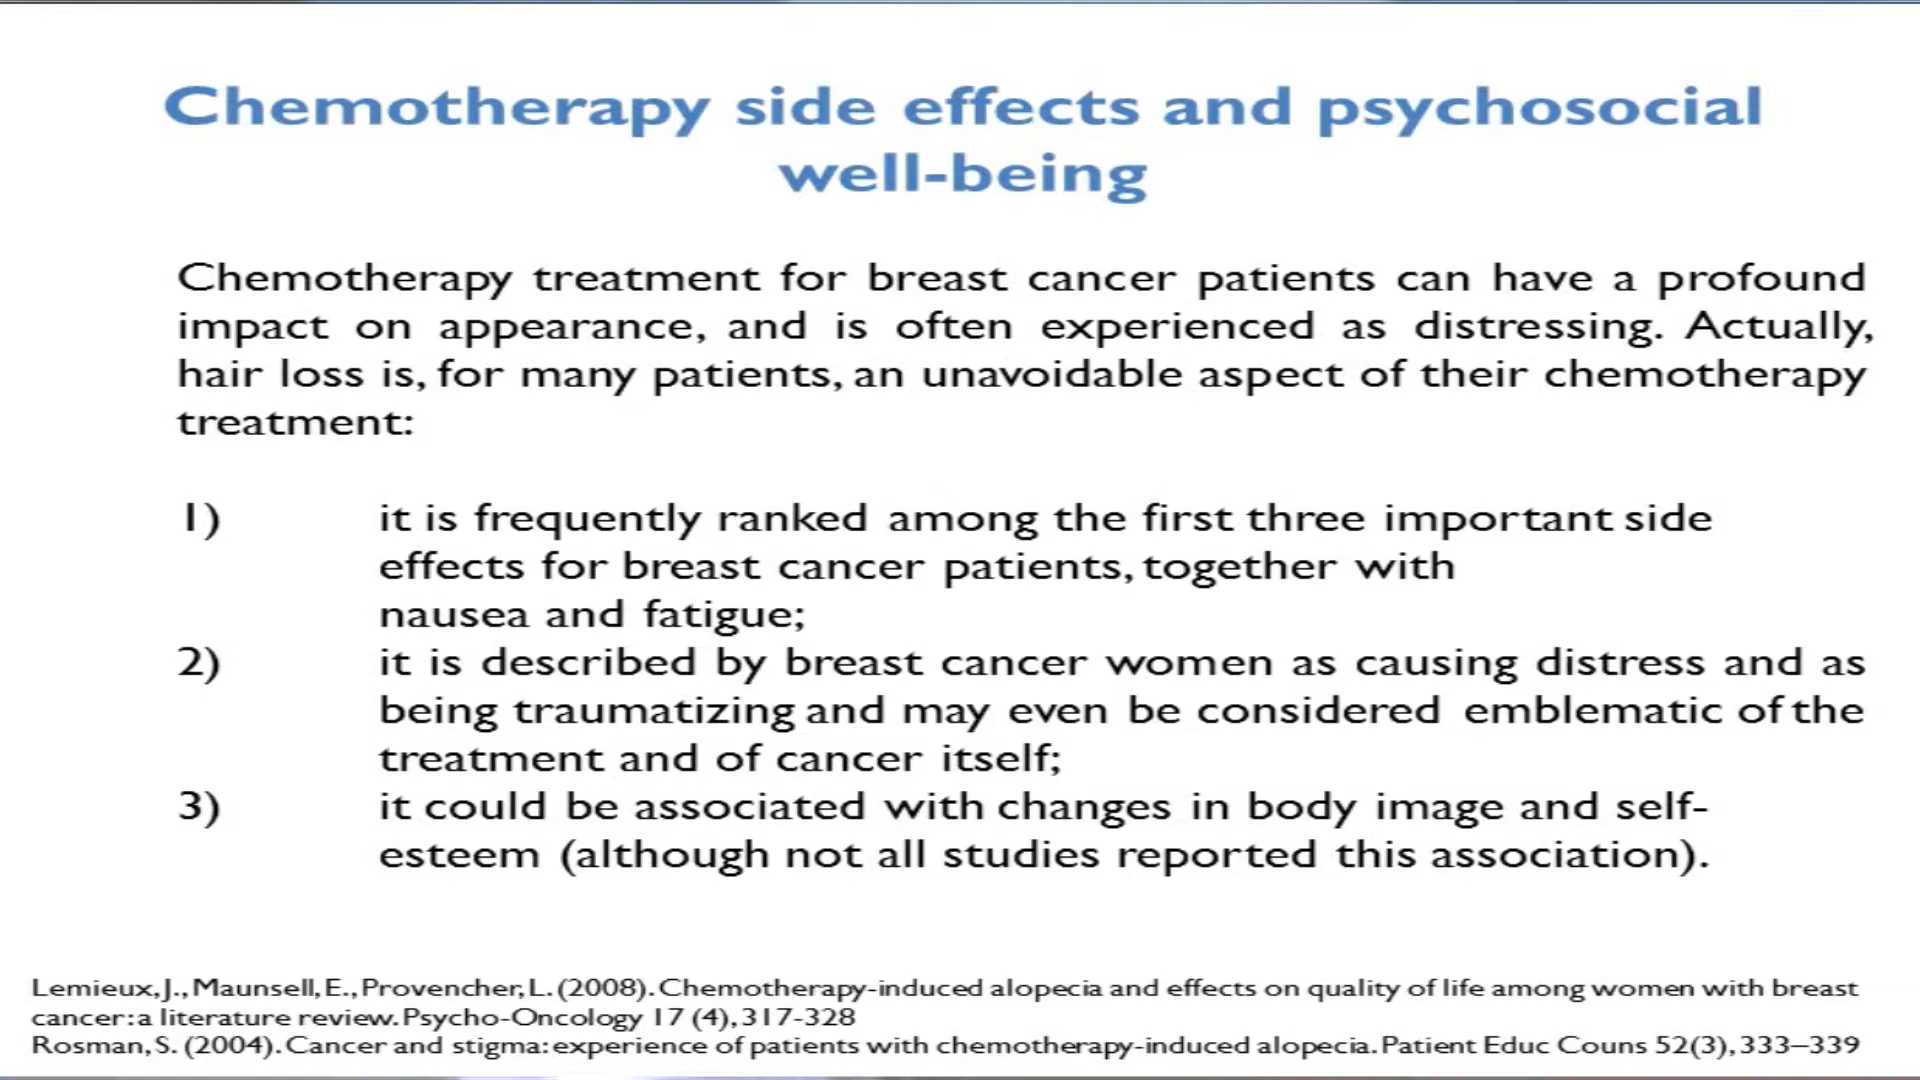 Chemotherapy side effects and psychosocial
well-being
Chemotherapy treatment for breast cancer patients can have a profound
impact on appearance, and is often experienced as distressing. Actually,
hair loss is, for many patients, an unavoidable aspect of their chemotherapy
treatment:
1) it is frequently ranked among the first three important side
effects for breast cancer patients, together with
nausea and fatigue;
2) it is described by breast cancer women as causing distress and as
being traumatizing and may even be considered emblematic of the
treatment and of cancer itself;
3) it could be associated with changes in body image and self-
esteem (although not all studies reported this association).
Lemieux, J., Maunsell, E., Provencher, L. (2008). Chemotherapy-induced alopecia and effects on quality of life among women with breast
cancer: a literature review. Psycho-Oncology 17 (4), 317-328
Rosman, S. (2004). Cancer and stigma: experience of patients with chemotherapy-induced alopecia. Patient Educ Couns 52(3), 333–339